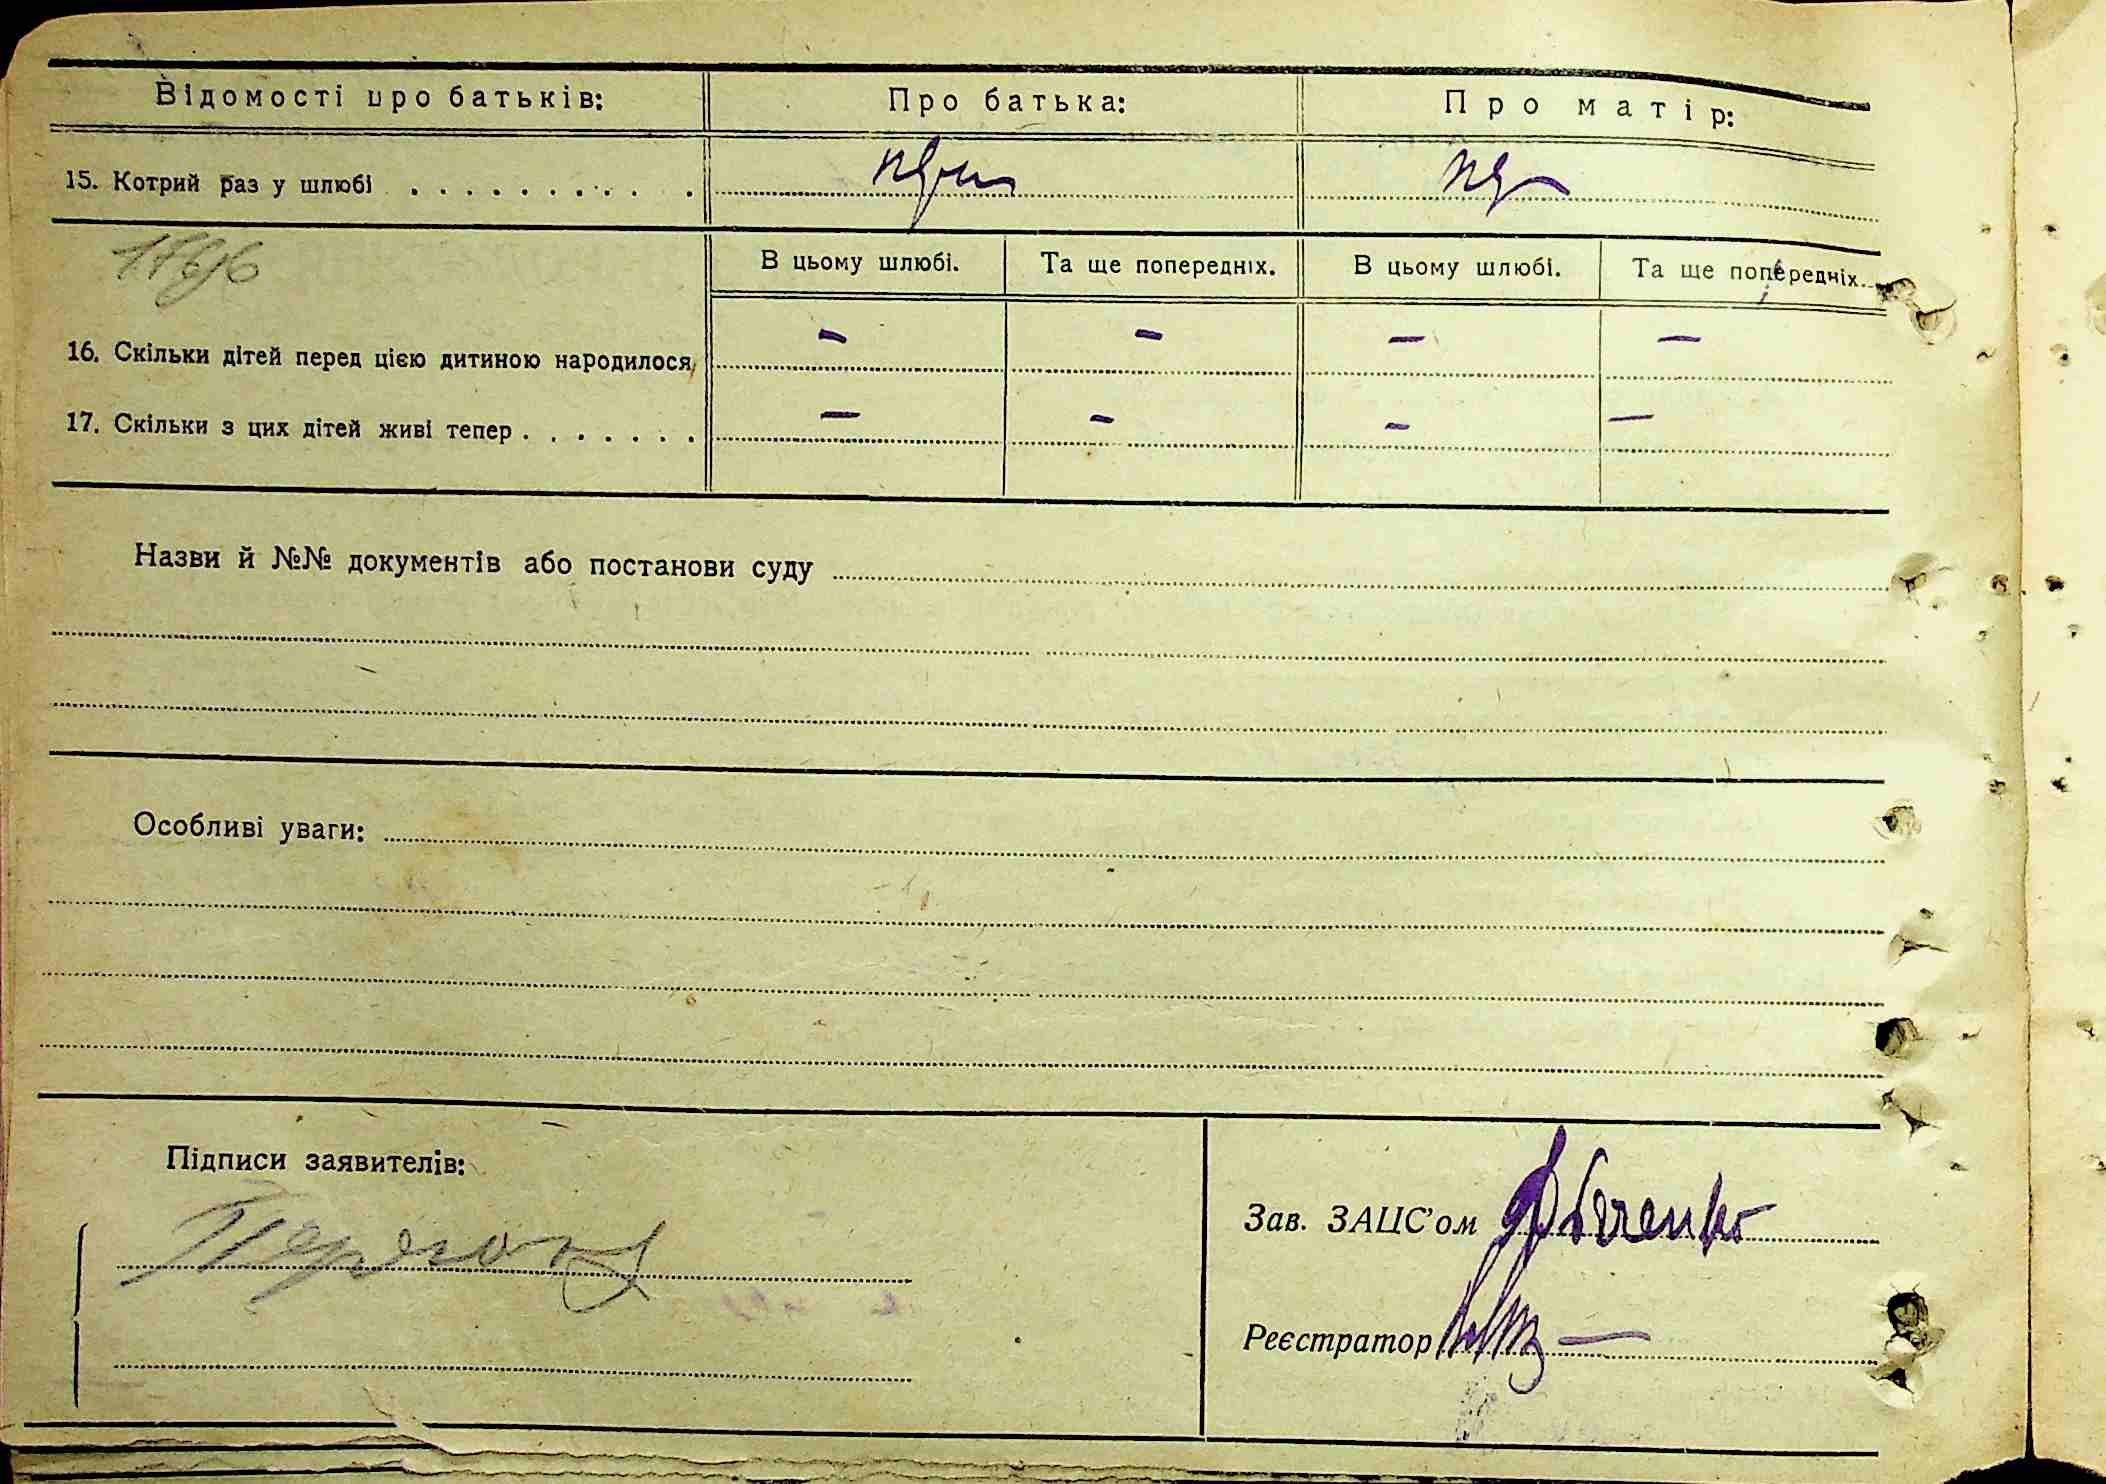 Відомості про батьків: Про батька: Про матір:
15. Котрий раз у шлюбі . . . . . . . . . . .
В цьому шлюбі. Та ще попередніх. В цьому шлюбі. Та ще попередніх.
16. Скільки дітей перед цією дитиною народилося — — — —
17. Скільки з цих дітей живі тепер . . . . . . . — — — —
Назви й №№ документів або постанови суду
Особливі уваги:
Підписи заявителів:
Зав. ЗАЦС’ом
Реєстратор